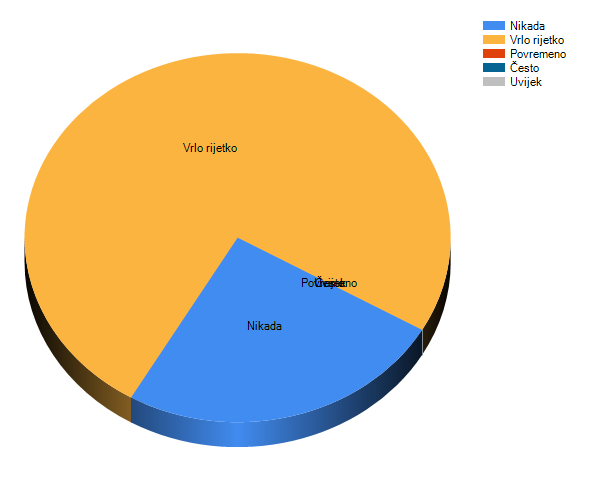 Nikada
Vrlo rijetko
Povremeno
Često
Uvijek
Vrlo rijetko
Nikada